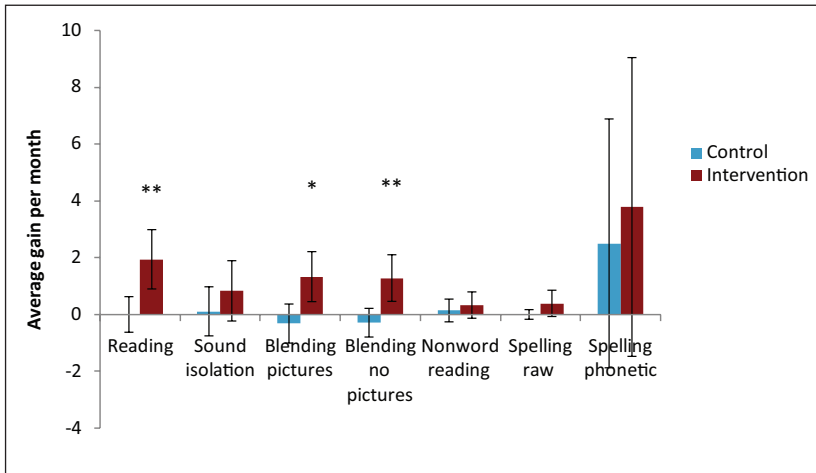 10
8
6
4
2
0
-2
-4
Average gain per month
**
*
**
Reading
Sound
isolation
Blending
pictures
Blending
no
pictures
Nonword
reading
Spelling
raw
Spelling
phonetic
Control
Intervention